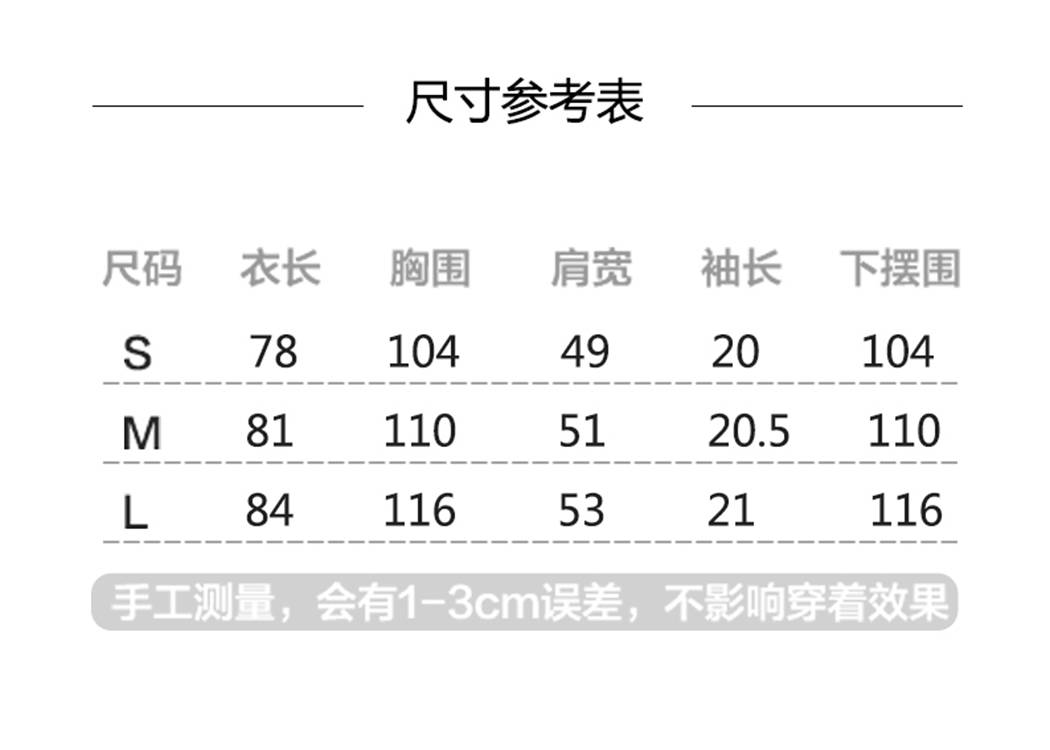 尺寸参考表
尺码 衣长 胸围 肩宽 袖长 下摆围
S 78 104 49 20 104
M 81 110 51 20.5 110
L 84 116 53 21 116
手工测量，会有1-3cm误差，不影响穿着效果